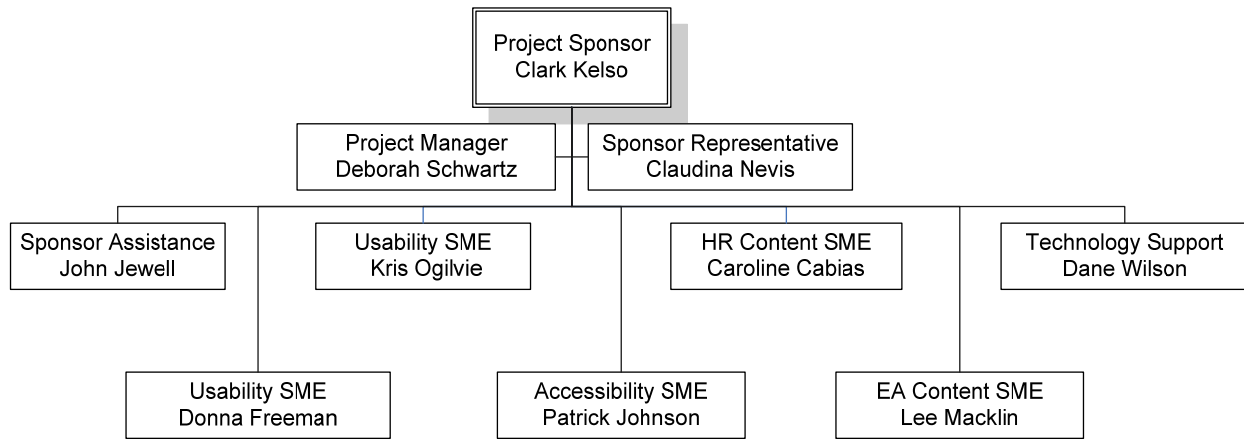 Project Sponsor
Clark Kelso
Project Manager
Deborah Schwartz
Sponsor Representative
Claudina Nevis
Sponsor Assistance
John Jewell
Usability SME
Kris Ogilvie
HR Content SME
Caroline Cabias
Technology Support
Dane Wilson
Usability SME
Donna Freeman
Accessibility SME
Patrick Johnson
EA Content SME
Lee Macklin